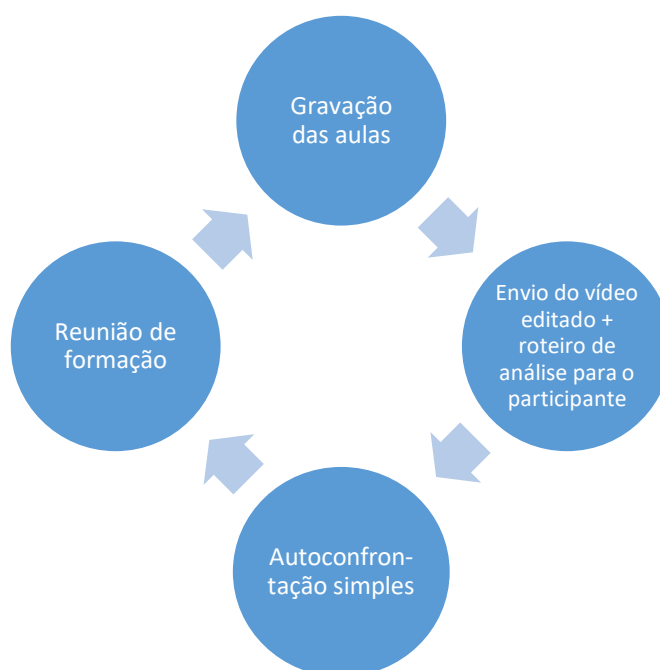 Gravação
das aulas
Envio do vídeo
editado +
roteiro de
análise para o
participante
Autoconfron-
tação simples
Reunião de
formação